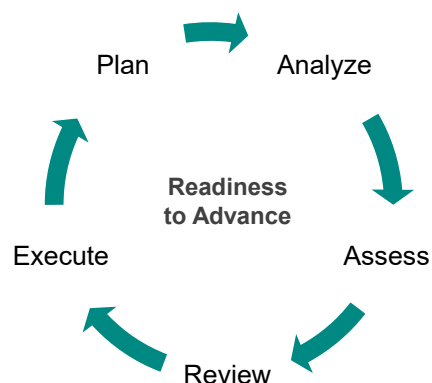 Plan
Analyze
Readiness
to Advance
Execute
Assess
Review